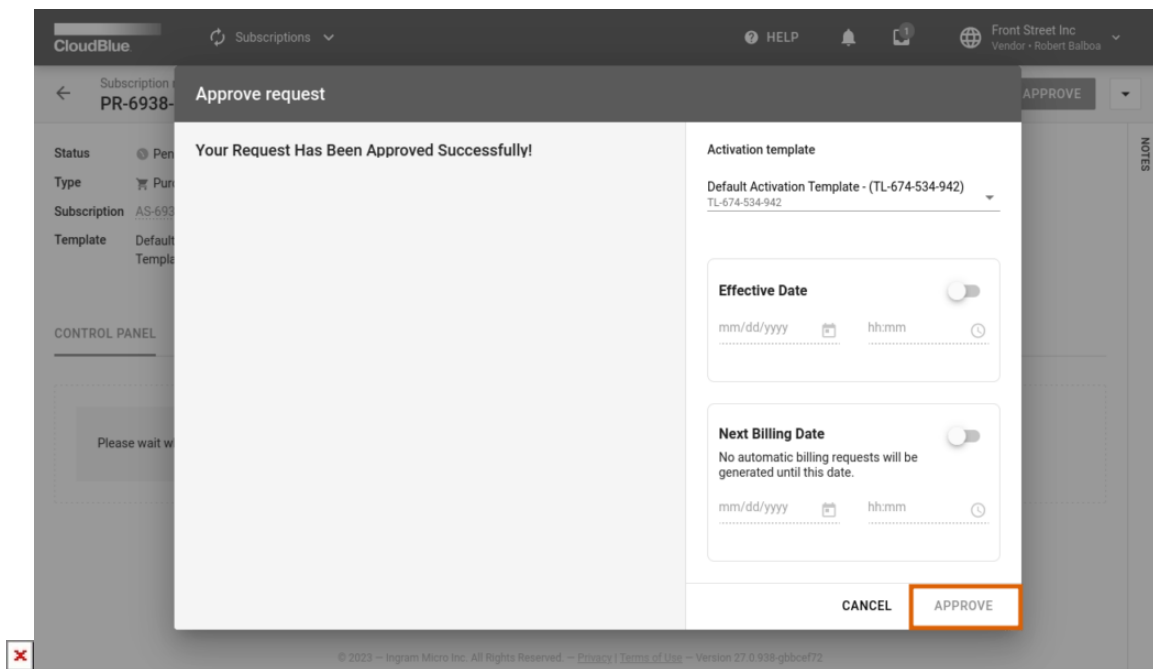 CloudBlue
Subscriptions
HELP
1
Front Street Inc
Vendor • Robert Balboa
Subscription
PR-6938-
APPROVE
Approve request
NOTES
Status Pen
Type Pur
Subscription AS-693
Template Default
Templa
CONTROL PANEL
Please wait w
Your Request Has Been Approved Successfully!
Activation template
Default Activation Template - (TL-674-534-942)
TL-674-534-942
Effective Date
mm/dd/yyyy hh:mm
Next Billing Date
No automatic billing requests will be
generated until this date.
mm/dd/yyyy hh:mm
CANCEL APPROVE
© 2023 – Ingram Micro Inc. All Rights Reserved. – Privacy | Terms of Use – Version 27.0.938-gbbcef72